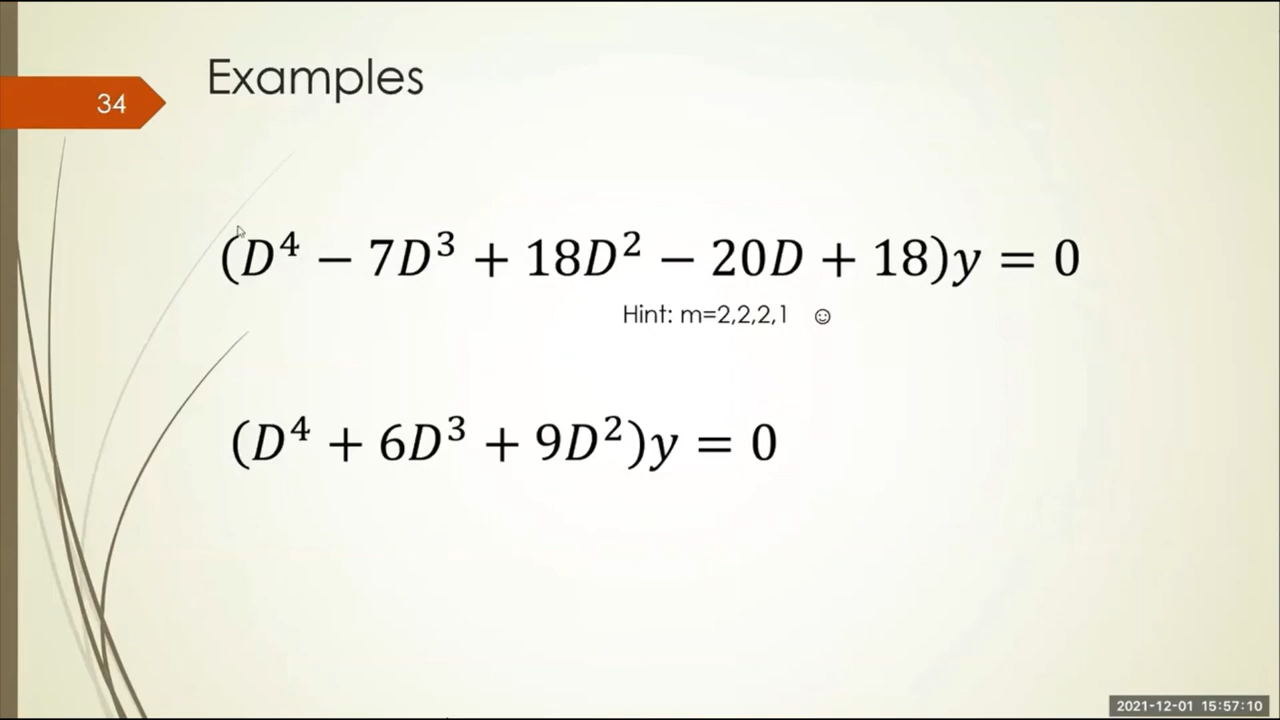 Examples
34
(D⁴ − 7D³ + 18D² − 20D + 18)y = 0
Hint: m=2,2,2,1 ☺
(D⁴ + 6D³ + 9D²)y = 0
2021-12-01 15:57:10